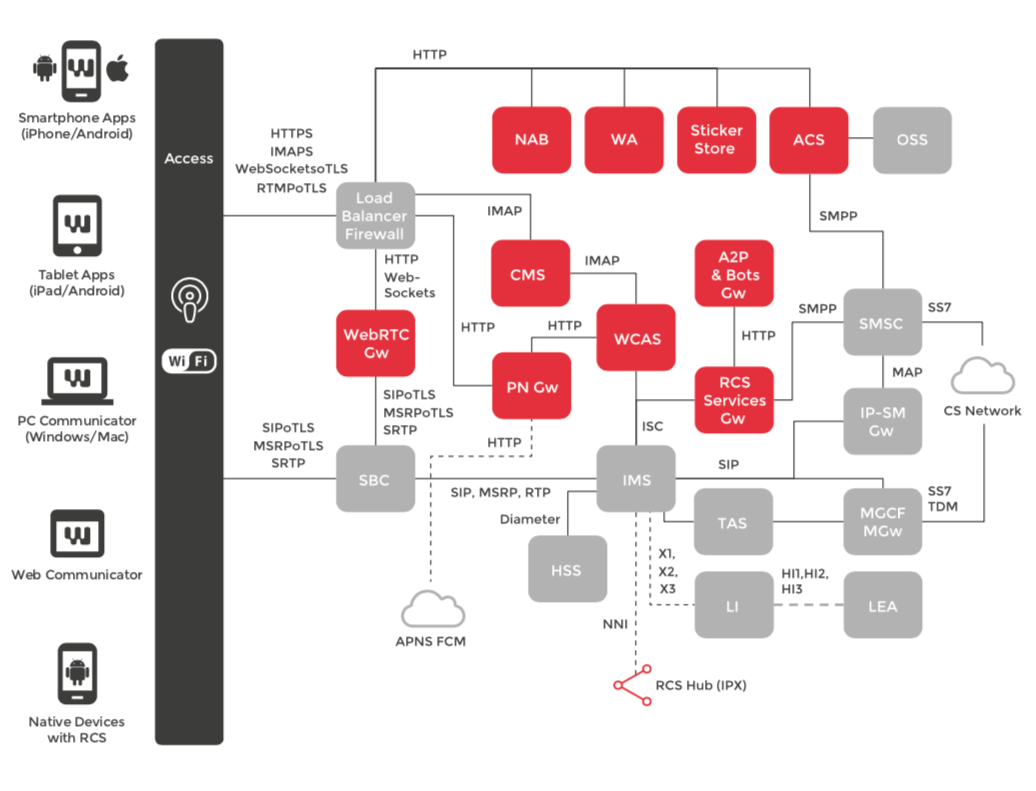 HTTP
Smartphone Apps
(iPhone/Android)
Tablet Apps
(iPad/Android)
PC Communicator
(Windows/Mac)
Web Communicator
Native Devices
with RCS
Access
Wi Fi
HTTPS
IMAPS
WebSocketsoTLS
RTMPoTLS
SIPoTLS
MSRPoTLS
SRTP
Load
Balancer
Firewall
HTTP
Web-
Sockets
WebRTC
Gw
SIPoTLS
MSRPoTLS
SRTP
SBC
NAB
WA
Sticker
Store
ACS
OSS
IMAP
CMS
IMAP
HTTP
HTTP
WCAS
PN Gw
HTTP
APNS FCM
A2P
& Bots
Gw
HTTP
RCS
Services
Gw
SMPP
SMPP
SMSC
SS7
MAP
IP-SM
Gw
CS Network
ISC
IMS
SIP
SIP, MSRP, RTP
Diameter
HSS
TAS
MGCF
MGw
SS7
TDM
X1,
X2,
X3
LI
HI1,HI2,
HI3
LEA
NNI
RCS Hub (IPX)